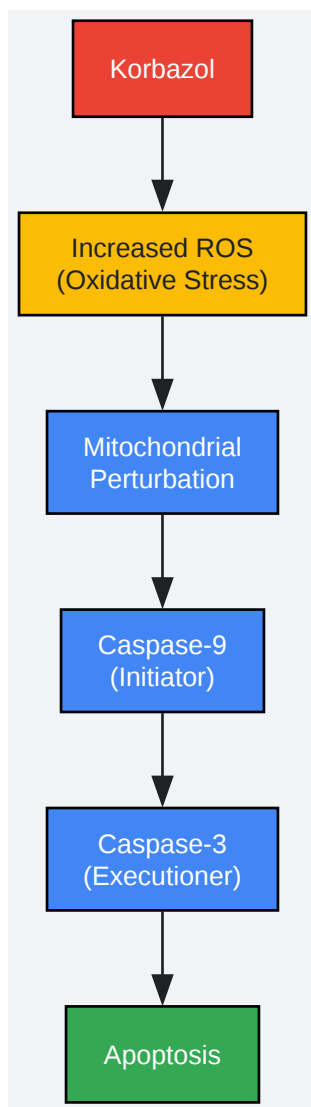 Korbazol
Increased ROS
(Oxidative Stress)
Mitochondrial
Perturbation
Caspase-9
(Initiator)
Caspase-3
(Executioner)
Apoptosis